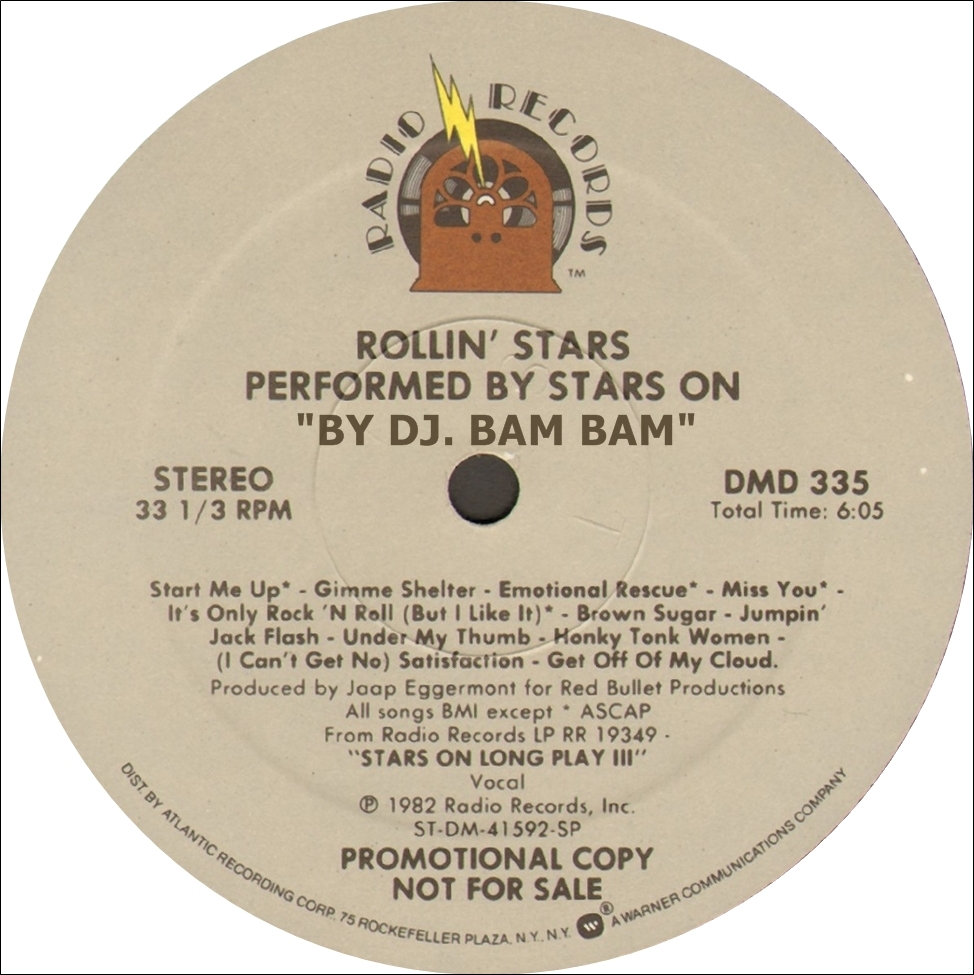 RADIO RECORDS
TM
ROLLIN' STARS
PERFORMED BY STARS ON
"BY DJ. BAM BAM"
STEREO
33 1/3 RPM
DMD 335
Total Time: 6:05
Start Me Up* - Gimme Shelter - Emotional Rescue* - Miss You* -
It's Only Rock 'N Roll (But I Like It)* - Brown Sugar - Jumpin'
Jack Flash - Under My Thumb - Honky Tonk Women -
(I Can't Get No) Satisfaction - Get Off Of My Cloud.
Produced by Jaap Eggermont for Red Bullet Productions
All songs BMI except * ASCAP
From Radio Records LP RR 19349 -
"STARS ON LONG PLAY III"
Vocal
℗ 1982 Radio Records, Inc.
ST-DM-41592-SP
PROMOTIONAL COPY
NOT FOR SALE
DIST. BY ATLANTIC RECORDING CORP. 75 ROCKEFELLER PLAZA, N.Y., N.Y. ® A WARNER COMMUNICATIONS COMPANY